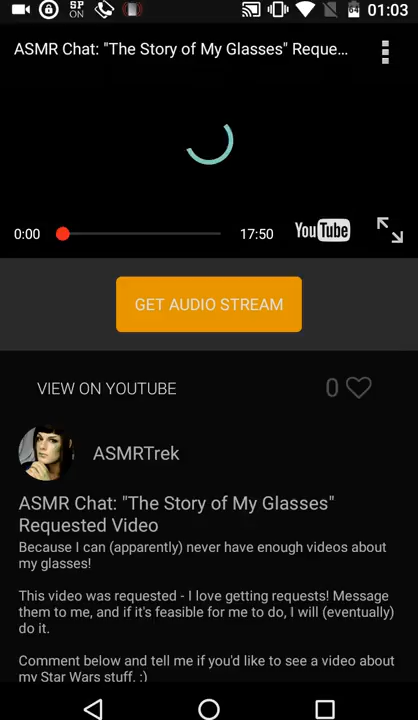 SP
ON
64
01:03
ASMR Chat: "The Story of My Glasses" Reque...
0:00
17:50
YouTube
GET AUDIO STREAM
VIEW ON YOUTUBE
0
ASMRTrek
ASMR Chat: "The Story of My Glasses"
Requested Video
Because I can (apparently) never have enough videos about
my glasses!
This video was requested - I love getting requests! Message
them to me, and if it's feasible for me to do, I will (eventually)
do it.
Comment below and tell me if you'd like to see a video about
my Star Wars stuff. :)